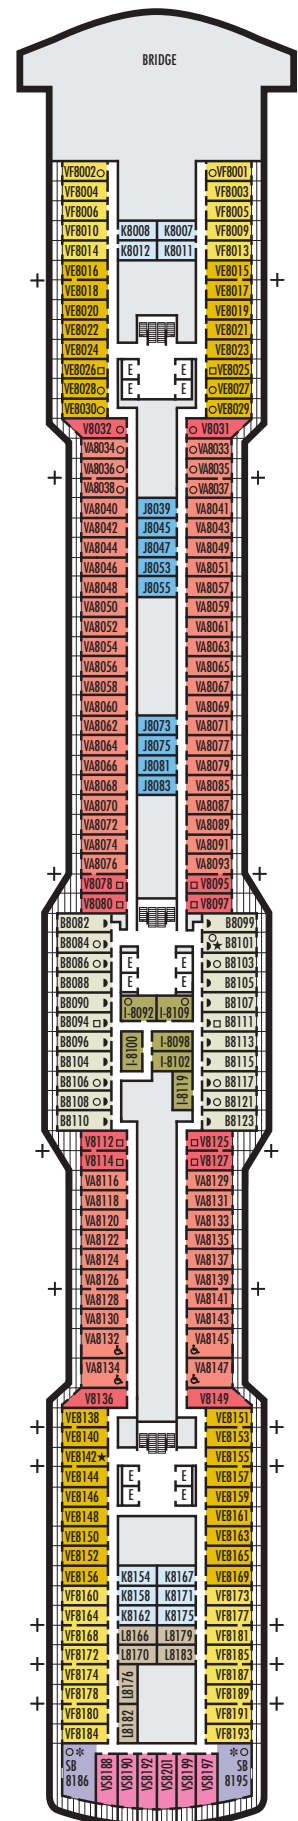 BRIDGE
VF8002 VF8001
VF8004 VF8003
VF8006 VF8005
VF8010 K8008 K8007 VF8009
VF8014 K8012 K8011 VF8013
VE8016 VE8015
VE8018 VE8017
VE8020 VE8019
VE8022 VE8021
VE8024 VE8023
VE8026 E E VE8025
VE8028 E E VE8027
VE8030 VE8029
V8032 V8031
VA8034 VA8033
VA8036 VA8035
VA8038 VA8037
VA8040 J8039 VA8041
VA8042 J8045 VA8043
VA8044 J8047 VA8049
VA8046 J8053 VA8051
VA8048 J8055 VA8057
VA8050 VA8059
VA8052 VA8061
VA8054 VA8063
VA8056 VA8065
VA8058 VA8067
VA8060 VA8069
VA8062 J8073 VA8071
VA8064 J8075 VA8077
VA8066 J8081 VA8079
VA8068 J8083 VA8085
VA8070 VA8087
VA8072 VA8089
VA8074 VA8091
VA8076 VA8093
V8078 V8095
V8080 V8097
B8082 B8099
B8084 B8101
B8086 E E B8103
B8088 E E B8105
B8090 I-8092 I-8109 B8107
B8094 B8111
B8096 I-8100 I-8098 B8113
B8104 I-8102 B8115
B8106 I-8119 B8117
B8108 B8121
B8110 B8123
V8112 V8125
V8114 V8127
VA8116 VA8129
VA8118 VA8131
VA8120 VA8133
VA8122 VA8135
VA8124 VA8137
VA8126 VA8139
VA8128 VA8141
VA8130 VA8143
VA8132 VA8145
VA8134 VA8147
V8136 V8149
VE8138 VE8151
VE8140 VE8153
VE8142 VE8155
VE8144 E E VE8157
VE8146 E E VE8159
VE8148 VE8161
VE8150 VE8163
VE8152 VE8165
VE8156 K8154 K8167 VE8169
VF8160 K8158 K8171 VF8173
VF8164 K8162 K8175 VF8177
VF8168 L8166 L8179 VF8181
VF8172 L8170 L8183 VF8185
VF8174 L8176 VF8187
VF8178 VF8189
VF8180 L8182 VF8191
VF8184 VF8193
SB 8186 VS8188 VS8190 VS8192 VS8201 VS8199 VS8197 SB 8195